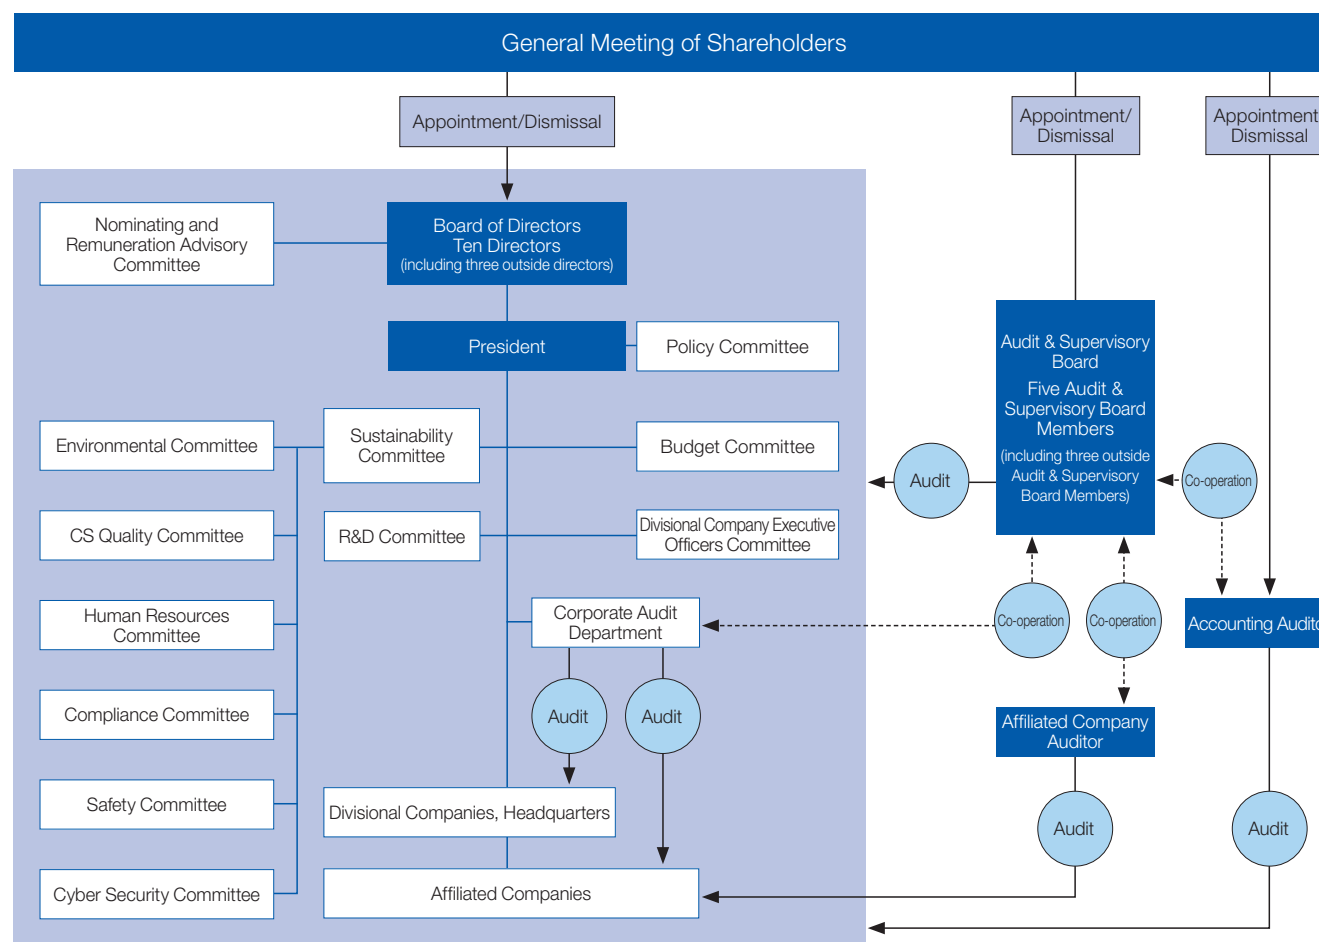 General Meeting of Shareholders
Appointment/Dismissal
Appointment/
Dismissal
Appointment
Dismissal
Nominating and
Remuneration Advisory
Committee
Board of Directors
Ten Directors
(including three outside directors)
President
Policy Committee
Audit & Supervisory
Board
Five Audit &
Supervisory Board
Members
(including three outside
Audit & Supervisory
Board Members)
Environmental Committee
Sustainability
Committee
Budget Committee
Audit
Co-operation
CS Quality Committee
R&D Committee
Divisional Company Executive
Officers Committee
Human Resources
Committee
Corporate Audit
Department
Co-operation
Co-operation
Accounting Audito
Compliance Committee
Audit
Audit
Affiliated Company
Auditor
Safety Committee
Divisional Companies, Headquarters
Audit
Audit
Cyber Security Committee
Affiliated Companies